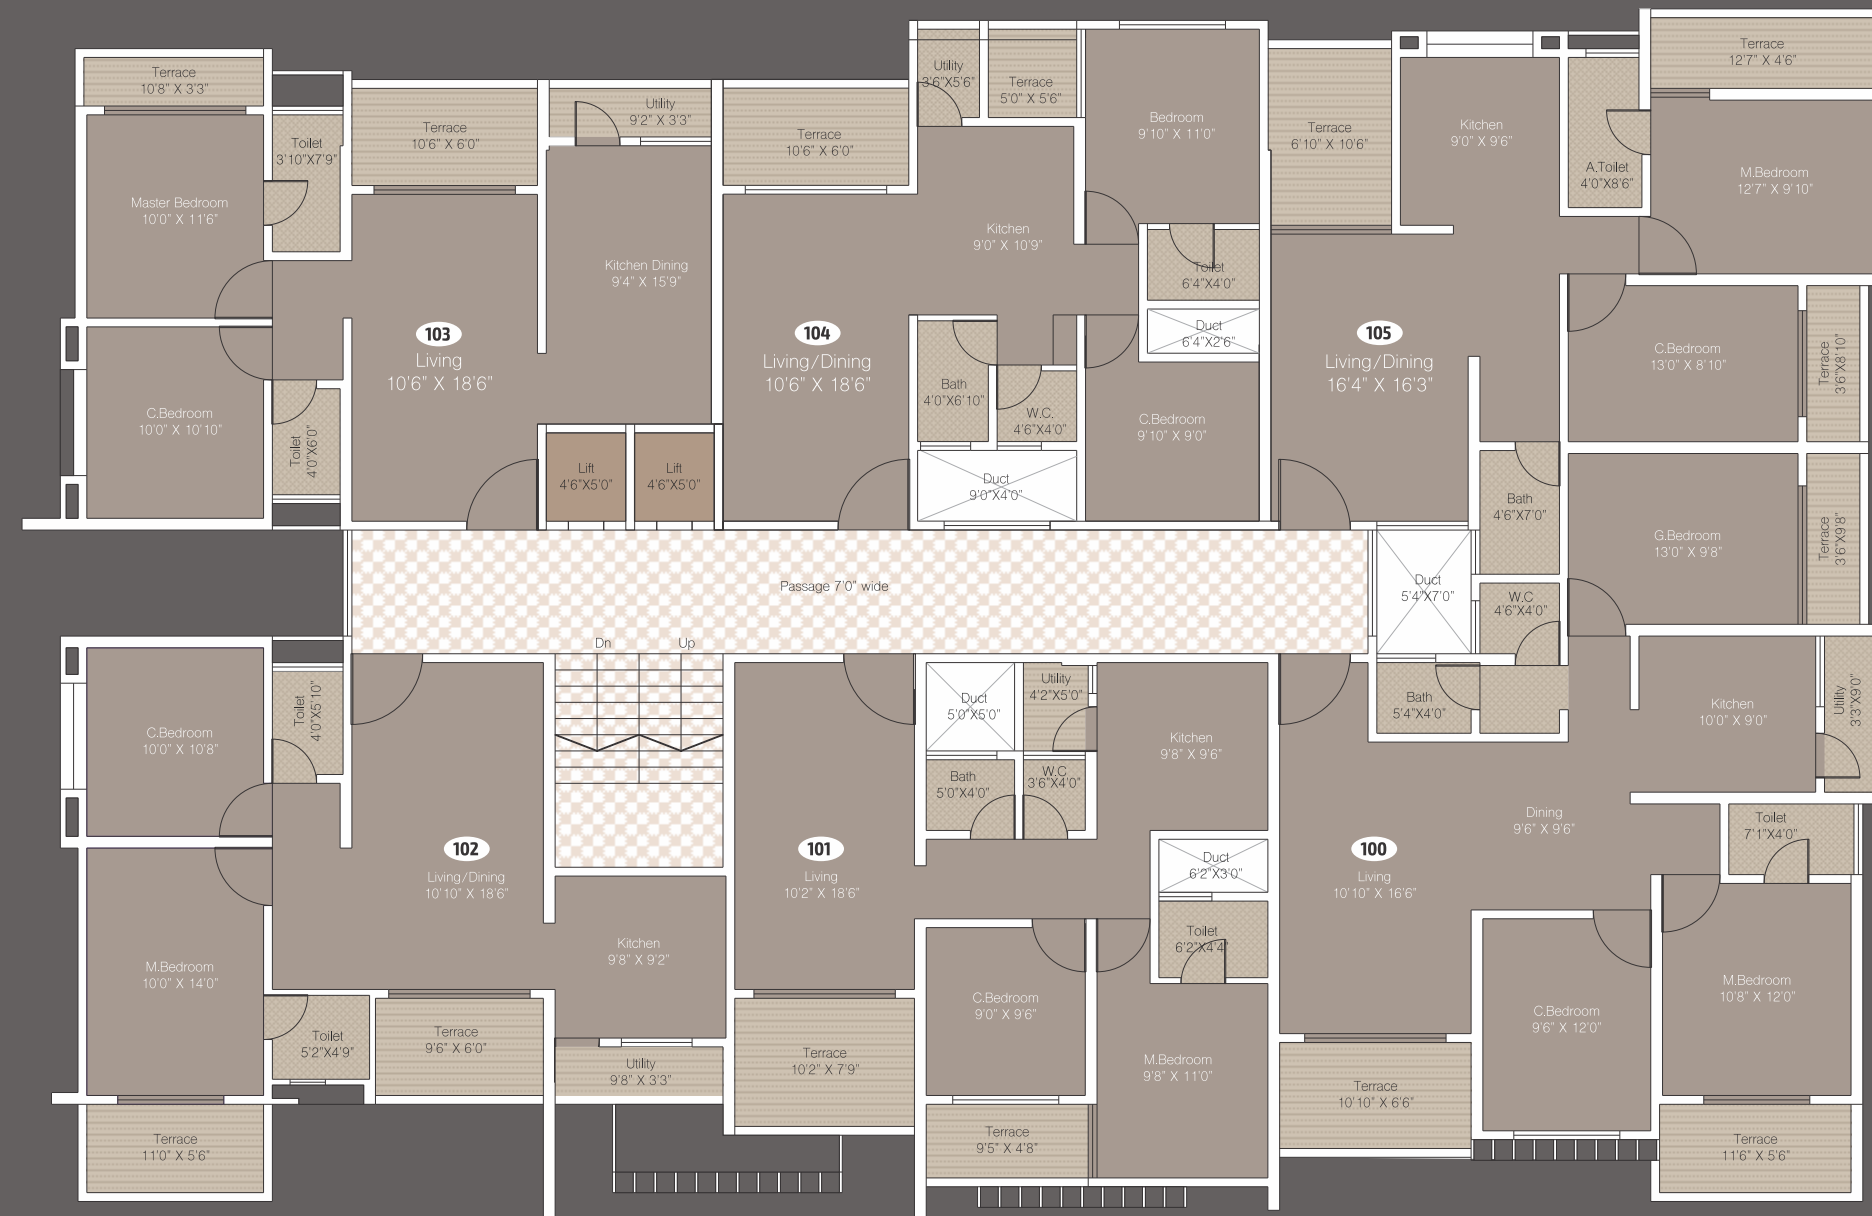 Terrace
10'8" X 3'3"
Toilet
3'10"X7'9"
Master Bedroom
10'0" X 11'6"
C.Bedroom
10'0" X 10'10"
Toilet
4'0"X6'0"
Terrace
10'6" X 6'0"
103
Living
10'6" X 18'6"
Utility
9'2" X 3'3"
Kitchen Dining
9'4" X 15'9"
Lift
4'6"X5'0"
Lift
4'6"X5'0"
Terrace
10'6" X 6'0"
104
Living/Dining
10'6" X 18'6"
Utility
3'6"X5'6"
Terrace
5'0" X 5'6"
Kitchen
9'0" X 10'9"
Bedroom
9'10" X 11'0"
Toilet
6'4"X4'0"
Duct
6'4"X2'6"
Bath
4'0"X6'10"
W.C.
4'6"X4'0"
Duct
9'0"X4'0"
C.Bedroom
9'10" X 9'0"
Terrace
6'10" X 10'6"
Kitchen
9'0" X 9'6"
A.Toilet
4'0"X8'6"
Terrace
12'7" X 4'6"
M.Bedroom
12'7" X 9'10"
105
Living/Dining
16'4" X 16'3"
C.Bedroom
13'0" X 8'10"
Terrace
3'6"X8'10"
Bath
4'6"X7'0"
G.Bedroom
13'0" X 9'8"
Terrace
3'6"X9'8"
Duct
5'4"X7'0"
W.C
4'6"X4'0"
Passage 7'0" wide
Dn
Up
C.Bedroom
10'0" X 10'8"
Toilet
4'0"X5'10"
102
Living/Dining
10'10" X 18'6"
M.Bedroom
10'0" X 14'0"
Toilet
5'2"X4'9"
Terrace
9'6" X 6'0"
Terrace
11'0" X 5'6"
Kitchen
9'8" X 9'2"
Utility
9'8" X 3'3"
101
Living
10'2" X 18'6"
Terrace
10'2" X 7'9"
Duct
5'0"X5'0"
Utility
4'2"X5'0"
Bath
5'0"X4'0"
W.C
3'6"X4'0"
Kitchen
9'8" X 9'6"
Duct
6'2"X3'0"
Toilet
6'2"X4'4"
C.Bedroom
9'0" X 9'6"
Terrace
9'5" X 4'8"
M.Bedroom
9'8" X 11'0"
Bath
5'4"X4'0"
Kitchen
10'0" X 9'0"
Utility
3'3"X9'0"
Dining
9'6" X 9'6"
100
Living
10'10" X 16'6"
Toilet
7'1"X4'0"
M.Bedroom
10'8" X 12'0"
C.Bedroom
9'6" X 12'0"
Terrace
10'10" X 6'6"
Terrace
11'6" X 5'6"